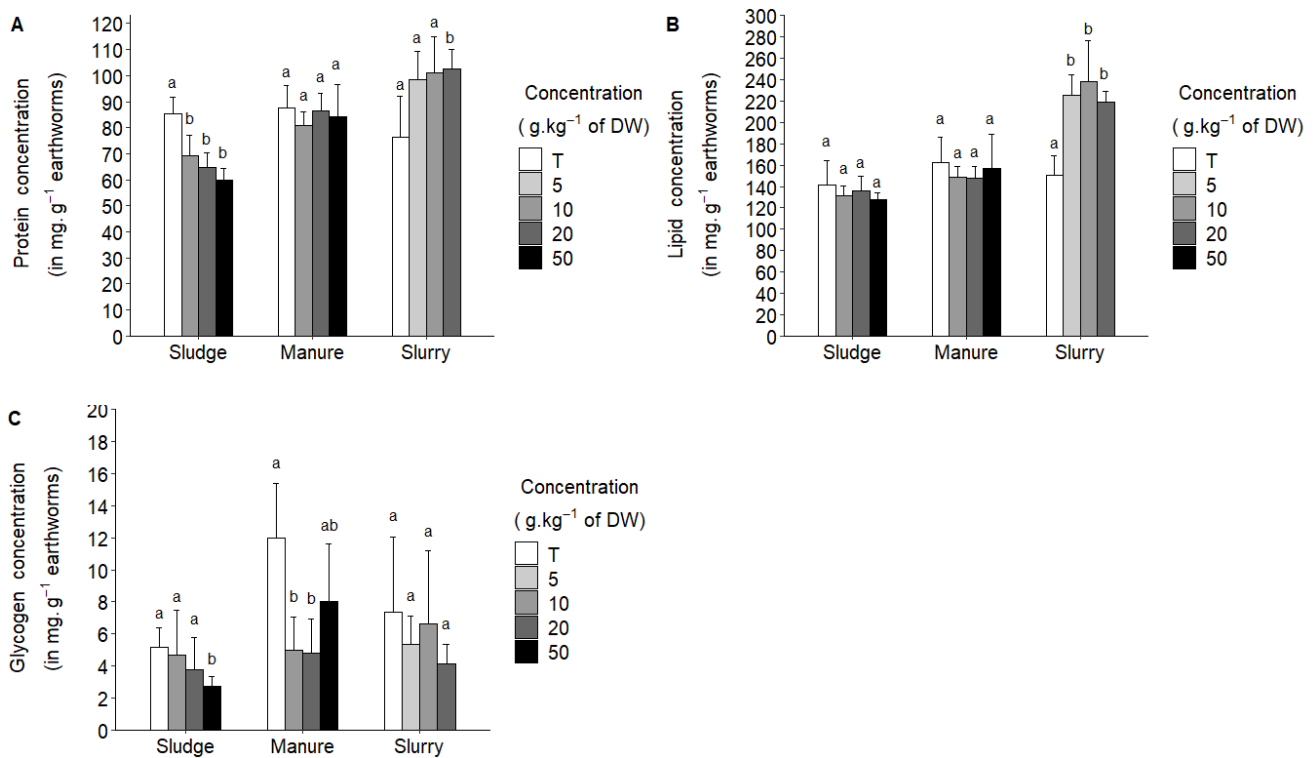 A
Protein concentration
(in mg. g⁻¹ earthworms)
120
110
100
90
80
70
60
50
40
30
20
10
0
a
b
b
b
a
a
a
a
a
a
a
b
Sludge Manure Slurry
Concentration
( g.kg⁻¹ of DW)
T
5
10
20
50
B
Lipid concentration
(in mg. g⁻¹ earthworms)
300
280
260
240
220
200
180
160
140
120
100
80
60
40
20
0
a
a
a
a
a
a
a
a
a
b
b
b
Sludge Manure Slurry
Concentration
( g.kg⁻¹ of DW)
T
5
10
20
50
C
Glycogen concentration
(in mg. g⁻¹ earthworms)
20
18
16
14
12
10
8
6
4
2
0
a
a
a
b
a
b
b
ab
a
a
a
a
Sludge Manure Slurry
Concentration
( g.kg⁻¹ of DW)
T
5
10
20
50